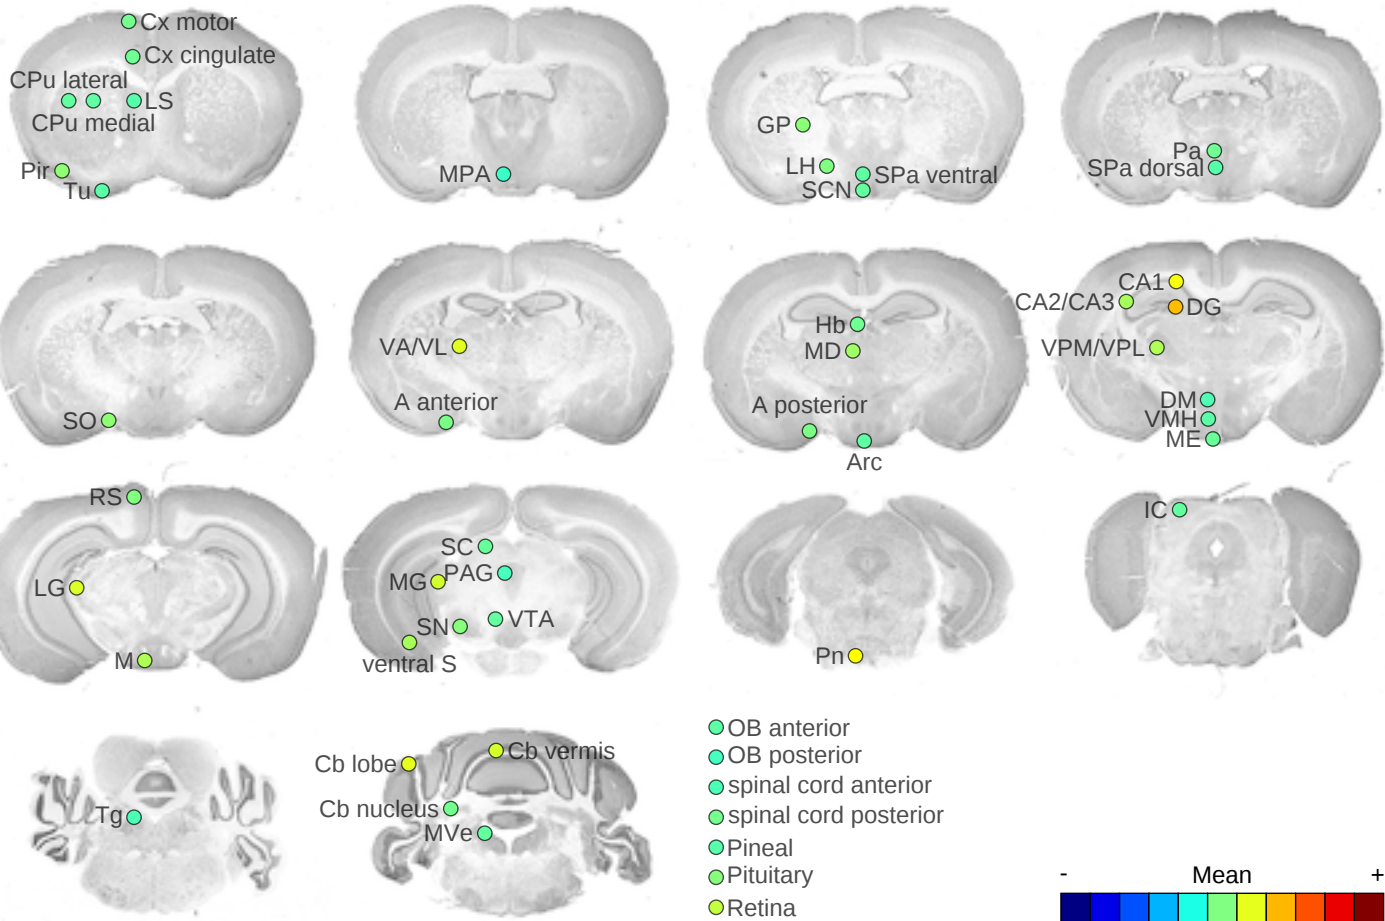 Cx motor
Cx cingulate
CPu lateral
LS
CPu medial
Pir
Tu
MPA
GP
LH
SPa ventral
SCN
Pa
SPa dorsal
SO
VA/VL
A anterior
Hb
MD
A posterior
Arc
CA1
CA2/CA3
DG
VPM/VPL
DM
VMH
ME
RS
LG
M
SC
PAG
MG
VTA
SN
ventral S
Pn
IC
Tg
Cb vermis
Cb lobe
Cb nucleus
MVe
OB anterior
OB posterior
spinal cord anterior
spinal cord posterior
Pineal
Pituitary
Retina
- Mean +